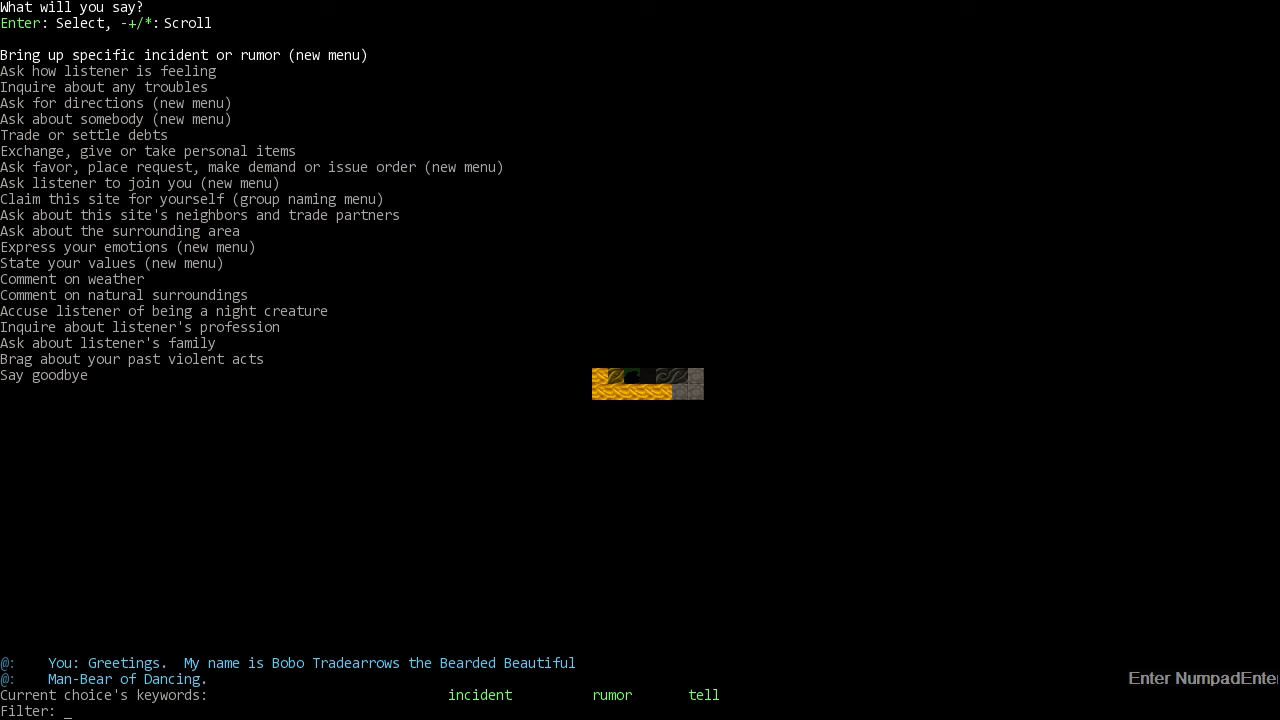 What will you say?
Enter: Select, -+/*: Scroll
Bring up specific incident or rumor (new menu)
Ask how listener is feeling
Inquire about any troubles
Ask for directions (new menu)
Ask about somebody (new menu)
Trade or settle debts
Exchange, give or take personal items
Ask favor, place request, make demand or issue order (new menu)
Ask listener to join you (new menu)
Claim this site for yourself (group naming menu)
Ask about this site's neighbors and trade partners
Ask about the surrounding area
Express your emotions (new menu)
State your values (new menu)
Comment on weather
Comment on natural surroundings
Accuse listener of being a night creature
Inquire about listener's profession
Ask about listener's family
Brag about your past violent acts
Say goodbye
@: You: Greetings. My name is Bobo Tradearrows the Bearded Beautiful
@: Man-Bear of Dancing.
Enter NumpadEnte
Current choice's keywords: incident rumor tell
Filter: _